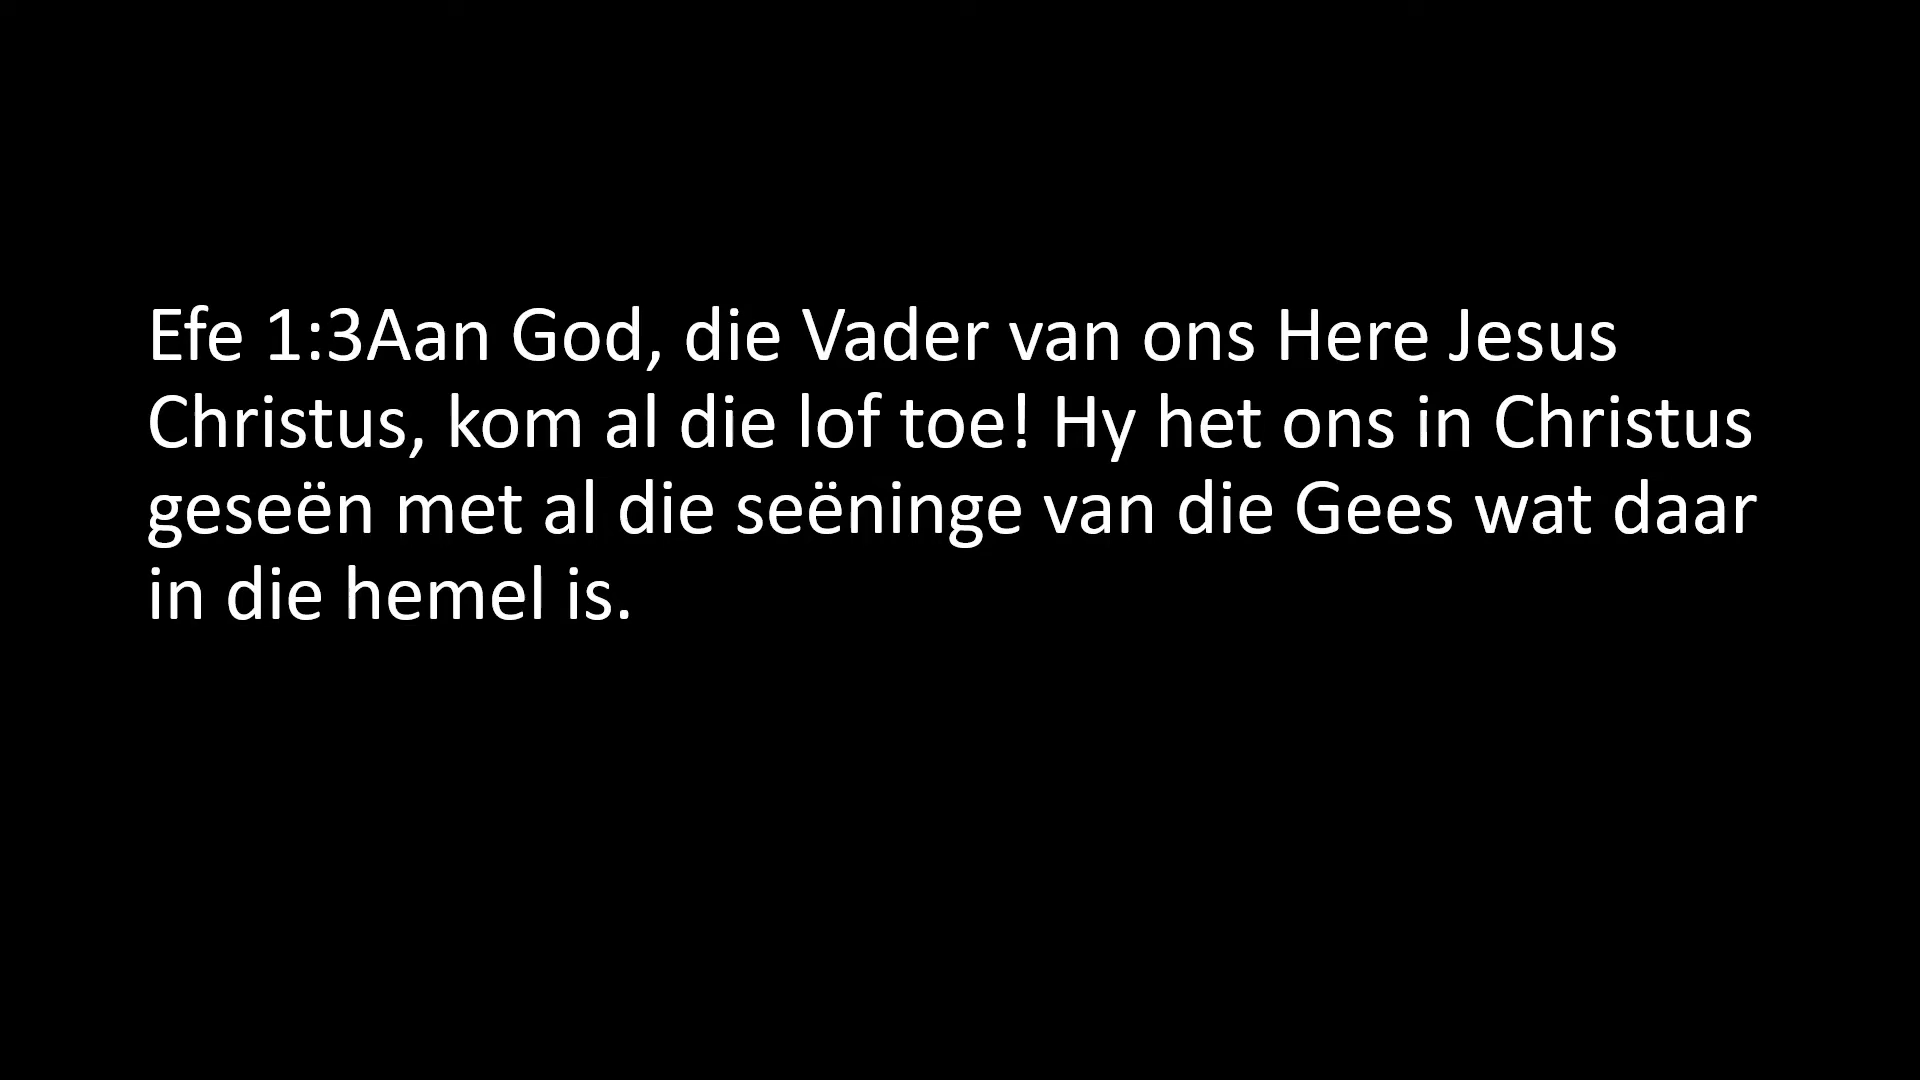 Efe 1:3Aan God, die Vader van ons Here Jesus
Christus, kom al die lof toe! Hy het ons in Christus
geseën met al die seëninge van die Gees wat daar
in die hemel is.